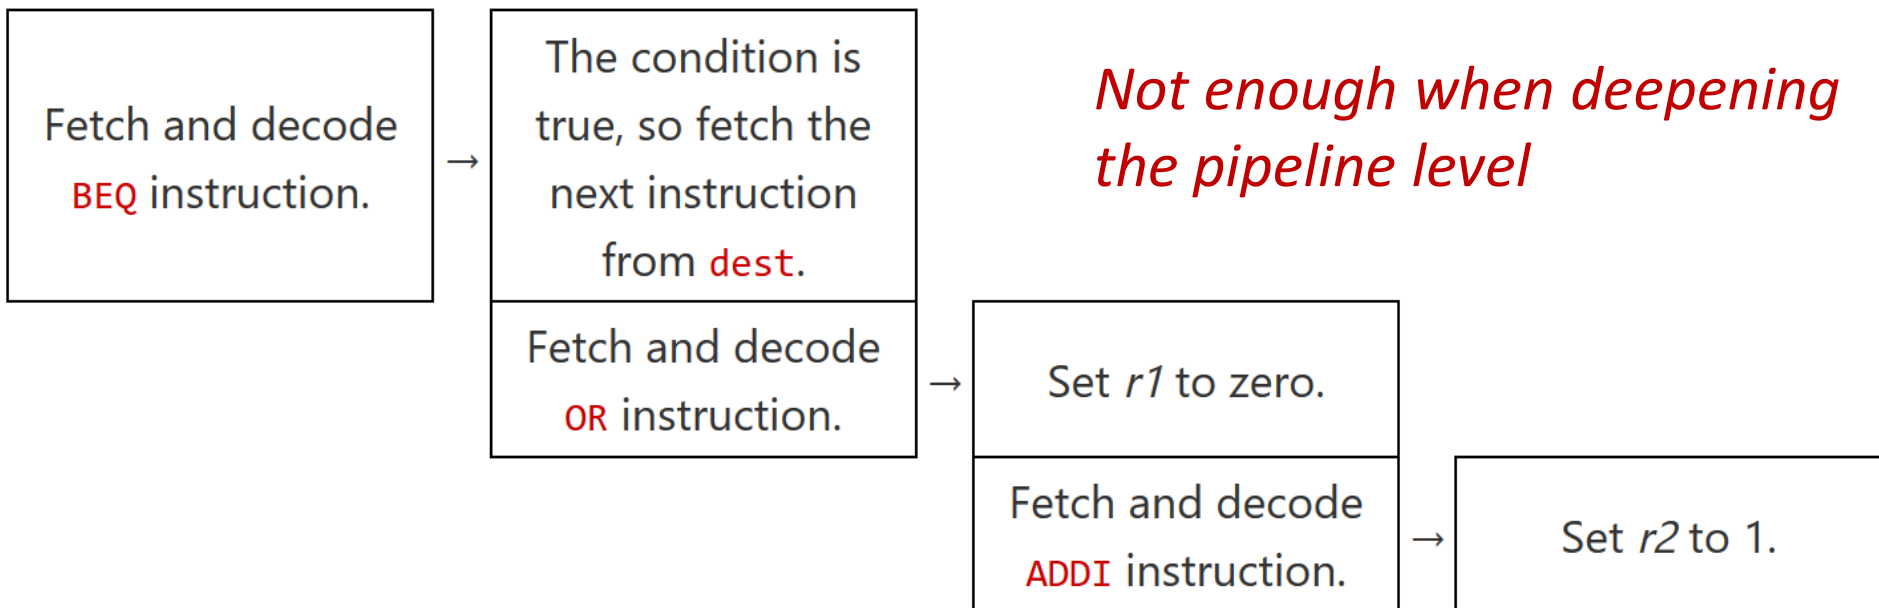 Fetch and decode
BEQ instruction.
→
The condition is
true, so fetch the
next instruction
from dest.
Not enough when deepening
the pipeline level
Fetch and decode
OR instruction.
→
Set r1 to zero.
Fetch and decode
ADDI instruction.
→
Set r2 to 1.